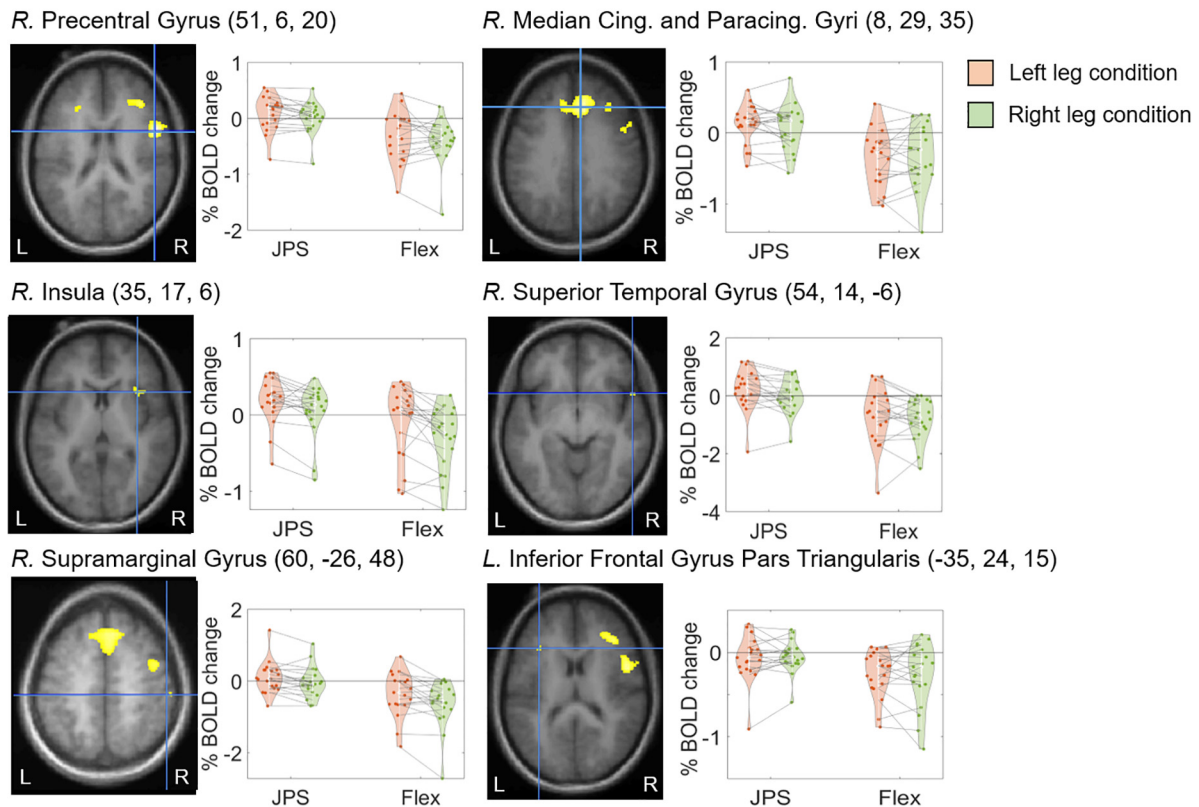 R. Precentral Gyrus (51, 6, 20)
R. Median Cing. and Paracing. Gyri (8, 29, 35)
L
R
% BOLD change
1
0
-1
-2
JPS
Flex
L
R
% BOLD change
1
0
-1
JPS
Flex
Left leg condition
Right leg condition
R. Insula (35, 17, 6)
R. Superior Temporal Gyrus (54, 14, -6)
L
R
% BOLD change
1
0
-1
JPS
Flex
L
R
% BOLD change
2
0
-2
-4
JPS
Flex
R. Supramarginal Gyrus (60, -26, 48)
L. Inferior Frontal Gyrus Pars Triangularis (-35, 24, 15)
L
R
% BOLD change
2
0
-2
JPS
Flex
L
R
% BOLD change
0
-1
JPS
Flex